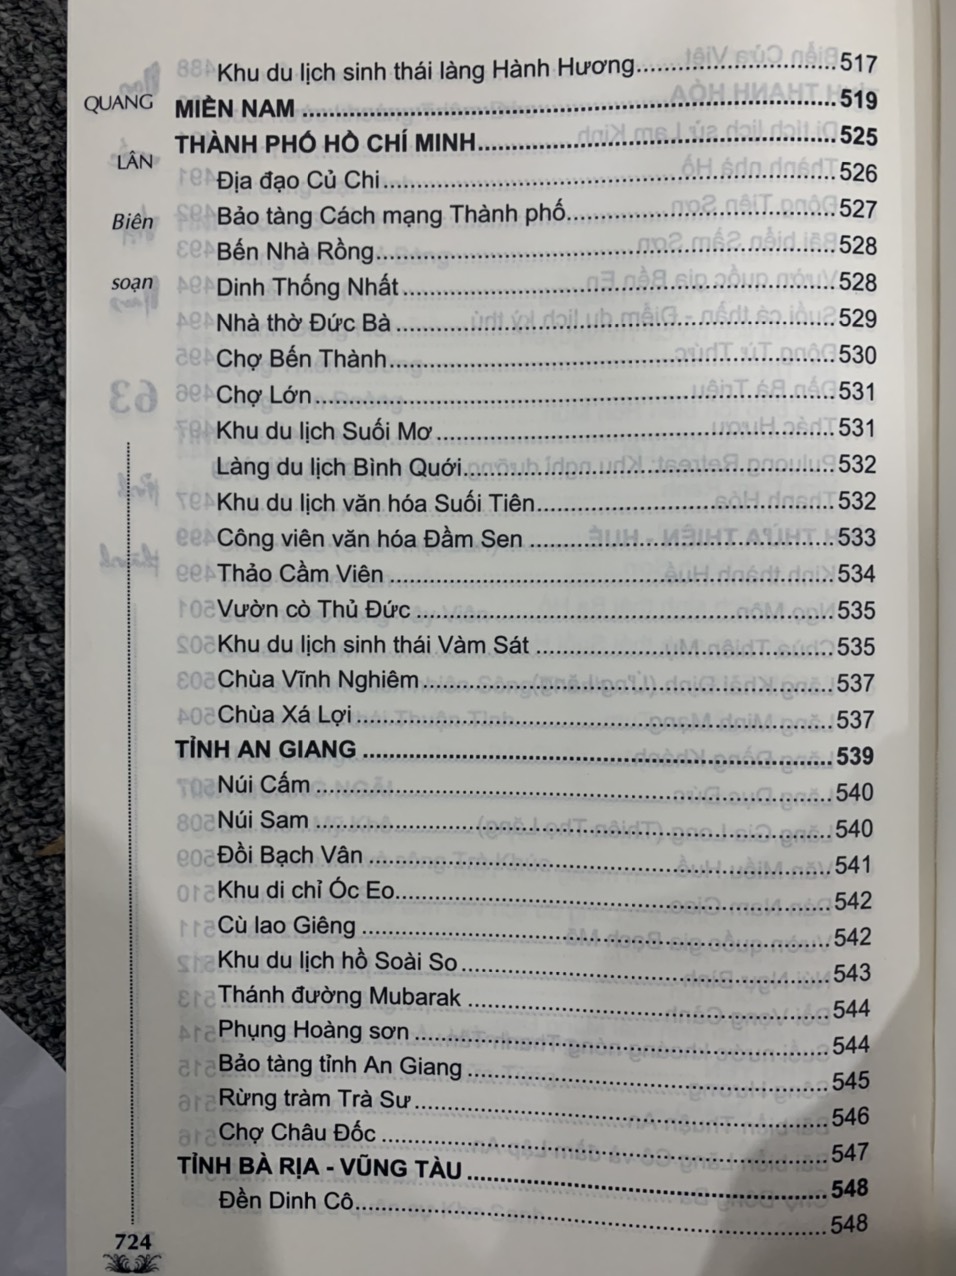 Khu du lịch sinh thái làng Hành Hương..........................517
QUANG
MIỀN NAM ..........................519
THÀNH PHỐ HỒ CHÍ MINH..........................525
LÂN
Địa đạo Củ Chi..........................526
Biên
Bảo tàng Cách mạng Thành phố..........................527
Bến Nhà Rồng..........................528
soạn
Dinh Thống Nhất..........................528
Nhà thờ Đức Bà..........................529
Chợ Bến Thành..........................530
Chợ Lớn..........................531
Khu du lịch Suối Mơ..........................531
Làng du lịch Bình Quới..........................532
Khu du lịch văn hóa Suối Tiên..........................532
Công viên văn hóa Đầm Sen ..........................533
Thảo Cầm Viên..........................534
Vườn cò Thủ Đức..........................535
Khu du lịch sinh thái Vàm Sát ..........................535
Chùa Vĩnh Nghiêm..........................537
Chùa Xá Lợi..........................537
TỈNH AN GIANG..........................539
Núi Cấm..........................540
Núi Sam ..........................540
Đồi Bạch Vân ..........................541
Khu di chỉ Óc Eo..........................542
Cù lao Giêng ..........................542
Khu du lịch hồ Soài So..........................543
Thánh đường Mubarak ..........................544
Phụng Hoàng sơn ..........................544
Bảo tàng tỉnh An Giang..........................545
Rừng tràm Trà Sư..........................546
Chợ Châu Đốc..........................547
TỈNH BÀ RỊA - VŨNG TÀU..........................548
Đền Dinh Cô..........................548
724